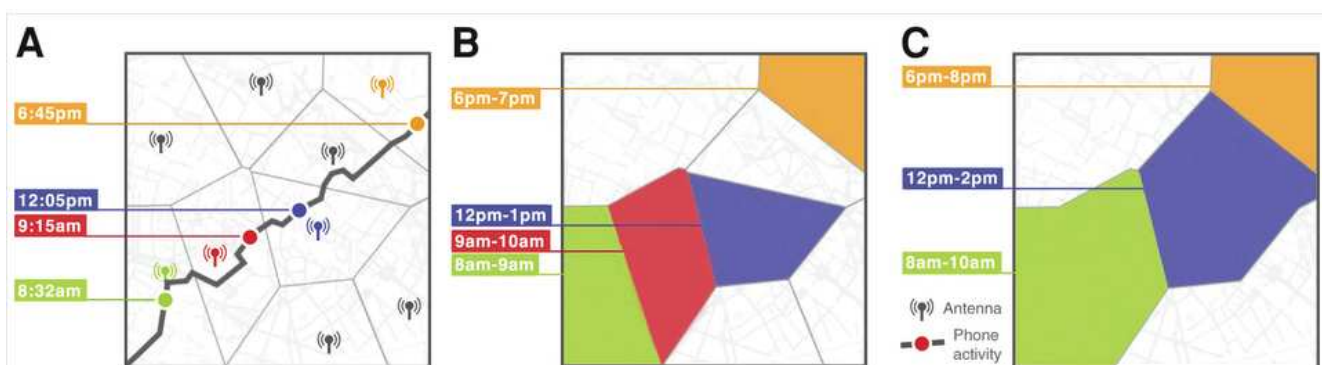 A
6:45pm
12:05pm
9:15am
8:32am
B
6pm-7pm
12pm-1pm
9am-10am
8am-9am
C
6pm-8pm
12pm-2pm
8am-10am
Antenna
Phone
activity